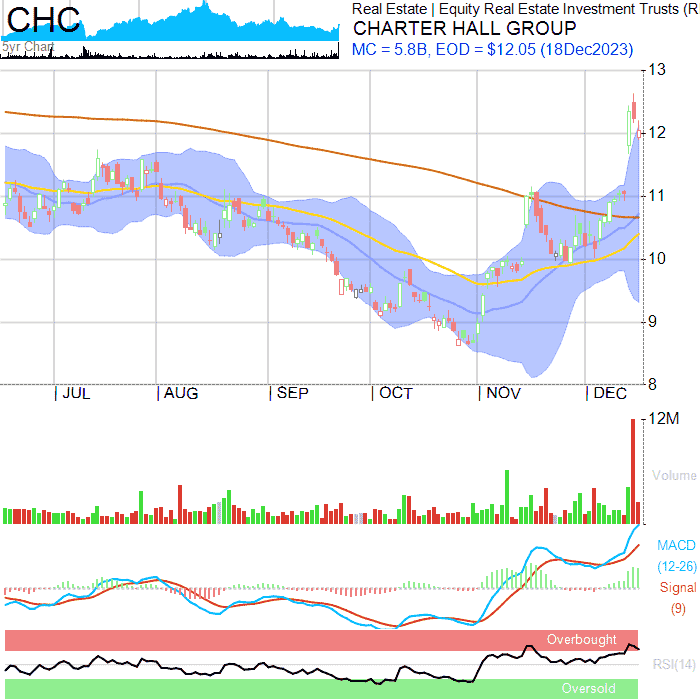 CHC
5yr Chart
Real Estate | Equity Real Estate Investment Trusts (R
CHARTER HALL GROUP
MC = 5.8B, EOD = $12.05 (18Dec2023)
13
12
11
10
9
8
JUL
AUG
SEP
OCT
NOV
DEC
12M
Volume
MACD
(12-26)
Signal
(9)
Overbought
RSI(14)
Oversold